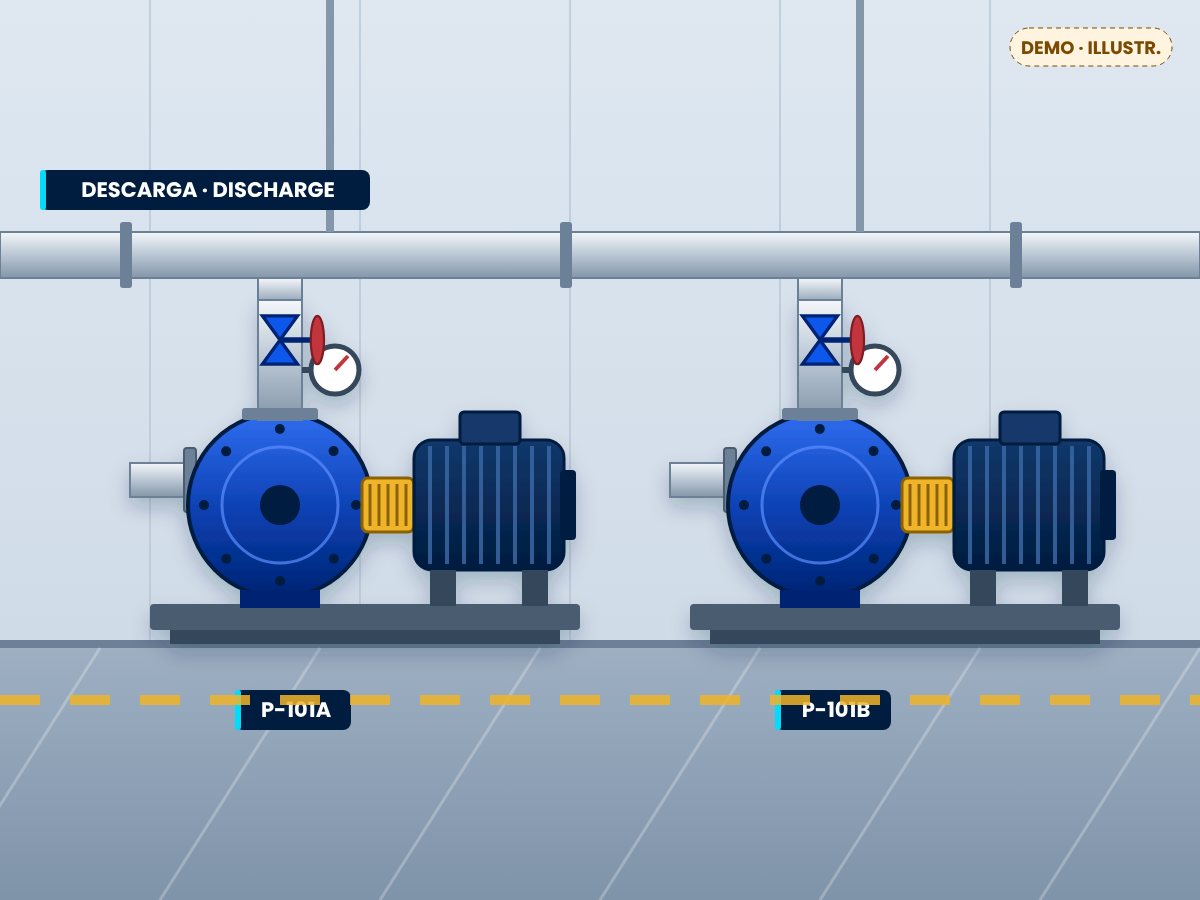 DEMO · ILLUSTR.
DESCARGA · DISCHARGE
P-101A
P-101B